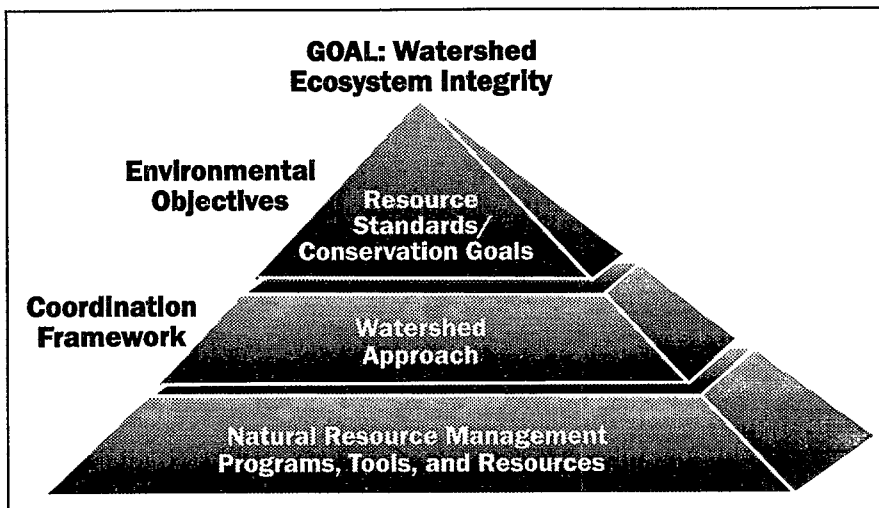 GOAL: Watershed
Ecosystem Integrity
Environmental
Objectives
Resource
Standards/
Conservation Goals
Coordination
Framework
Watershed
Approach
Natural Resource Management
Programs, Tools, and Resources